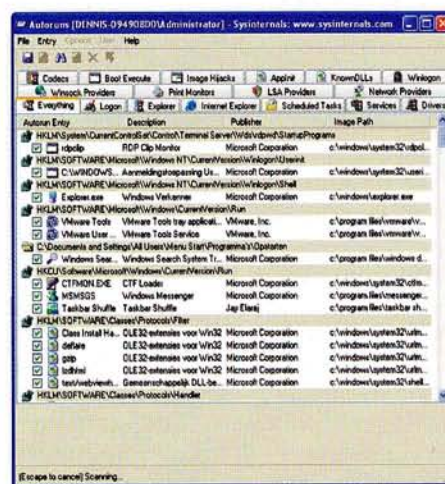 Autoruns [DENNIS-094908D0\Administrator] - Sysinternals: www.sysinternals.com
File Entry Options User Help
Codecs Boot Execute Image Hijacks AppInit KnownDLLs Winlogon
Winsock Providers Print Monitors LSA Providers Network Providers
Everything Logon Explorer Internet Explorer Scheduled Tasks Services Drivers
Autorun Entry Description Publisher Image Path
HKLM\System\CurrentControlSet\Control\Terminal Server\Wds\rdpwd\StartupPrograms
rdpclip RDP Clip Monitor Microsoft Corporation c:\windows\system32\rdpcl...
HKLM\SOFTWARE\Microsoft\Windows NT\CurrentVersion\Winlogon\Userinit
C:\WINDOWS... Aanmeldingstoepassing Us... Microsoft Corporation c:\windows\system32\useri...
HKLM\SOFTWARE\Microsoft\Windows NT\CurrentVersion\Winlogon\Shell
Explorer.exe Windows Verkenner Microsoft Corporation c:\windows\explorer.exe
HKLM\SOFTWARE\Microsoft\Windows\CurrentVersion\Run
VMware Tools VMware Tools tray applicati... VMware, Inc. c:\program files\vmware\v...
VMware User ... VMware Tools Service VMware, Inc. c:\program files\vmware\v...
C:\Documents and Settings\All Users\Menu Start\Programma's\Opstarten
Windows Sear... Windows Search System Tr... Microsoft Corporation c:\program files\windows d...
HKCU\Software\Microsoft\Windows\CurrentVersion\Run
CTFMON.EXE CTF Loader Microsoft Corporation c:\windows\system32\ctfm...
MSMSGS Windows Messenger Microsoft Corporation c:\program files\messenger...
Taskbar Shuffle Taskbar Shuffle Jay Elaraj c:\program files\taskbar sh...
HKLM\SOFTWARE\Classes\Protocols\Filter
Class Install Ha... OLE32-extensies voor Win32 Microsoft Corporation c:\windows\system32\urlm...
deflate OLE32-extensies voor Win32 Microsoft Corporation c:\windows\system32\urlm...
gzip OLE32-extensies voor Win32 Microsoft Corporation c:\windows\system32\urlm...
lzdhtml OLE32-extensies voor Win32 Microsoft Corporation c:\windows\system32\urlm...
text/webviewh... Gemeenschappelijk DLL-be... Microsoft Corporation c:\windows\system32\shell...
HKLM\SOFTWARE\Classes\Protocols\Handler
(Escape to cancel) Scanning...